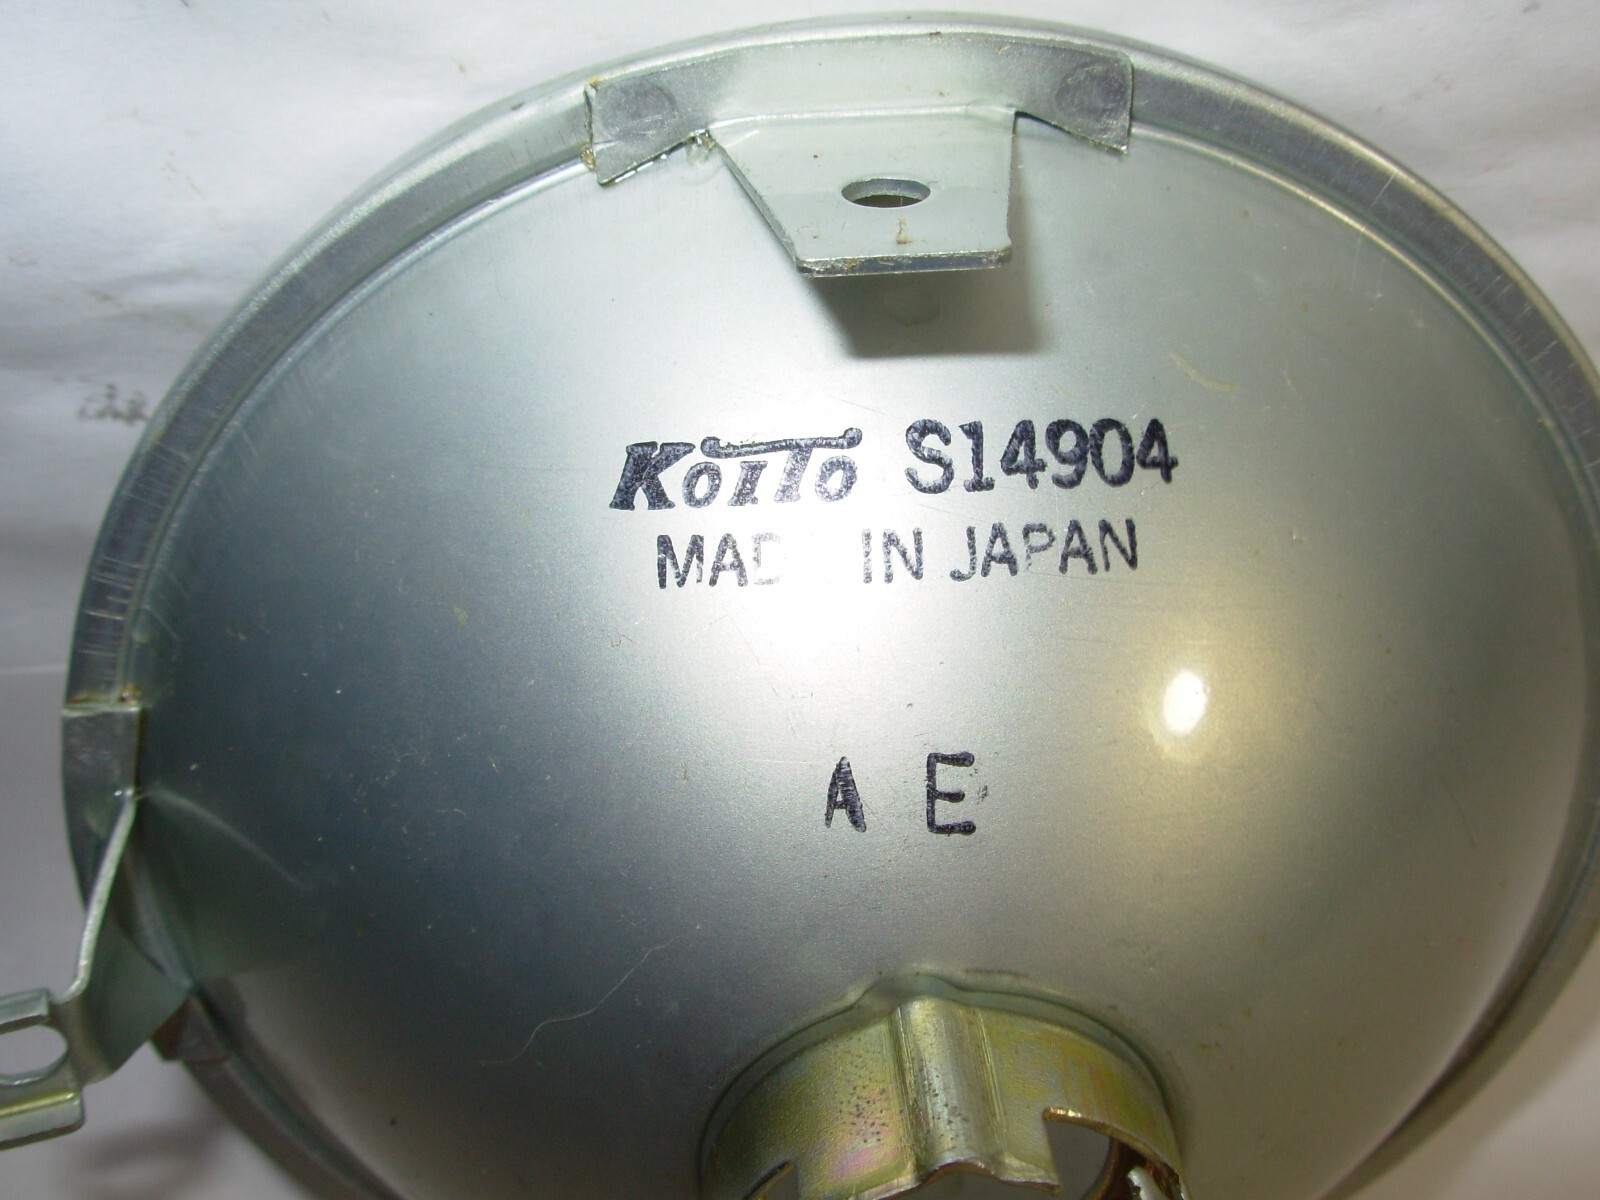 KOITO S14904
MAD IN JAPAN
A E